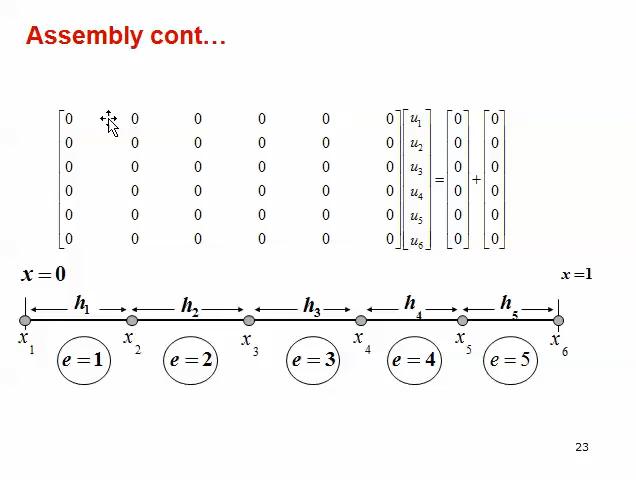 Assembly cont…
0 0 0 0 0 0 u1 0 0
0 0 0 0 0 0 u2 0 0
0 0 0 0 0 0 u3 0 0
0 0 0 0 0 0 u4 = 0 + 0
0 0 0 0 0 0 u5 0 0
0 0 0 0 0 0 u6 0 0
x = 0 x = 1
h1 h2 h3 h4 h5
x1 x2 x3 x4 x5 x6
e = 1 e = 2 e = 3 e = 4 e = 5
23